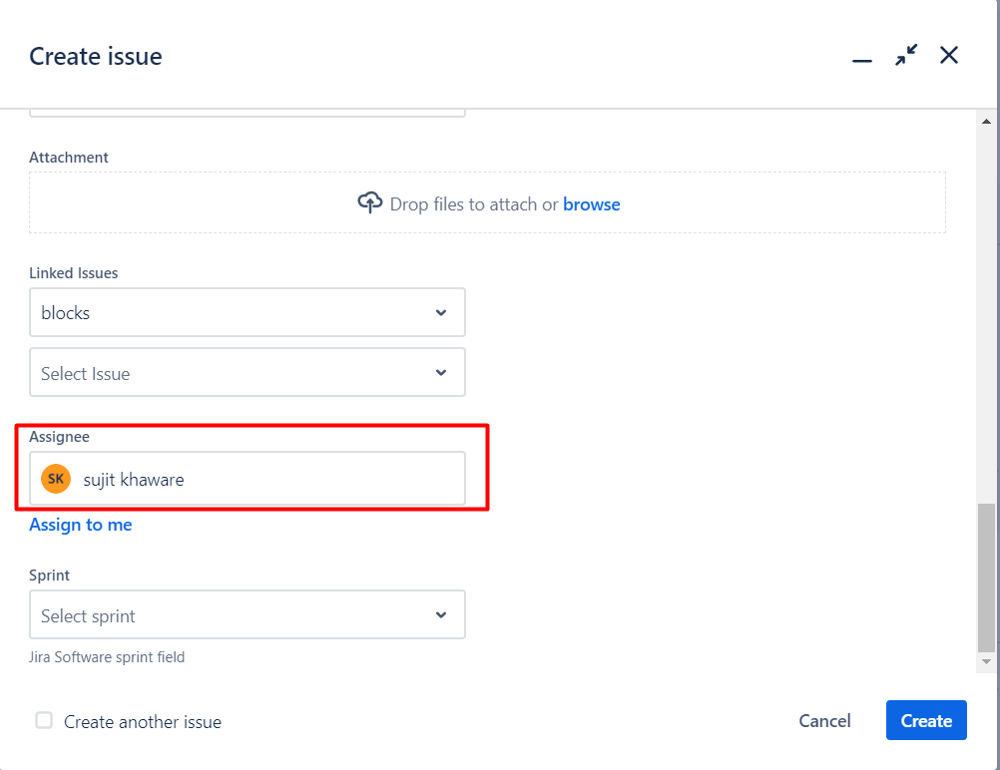 Create issue
Attachment
Drop files to attach or browse
Linked Issues
blocks
Select Issue
Assignee
SK sujit khaware
Assign to me
Sprint
Select sprint
Jira Software sprint field
Create another issue
Cancel
Create